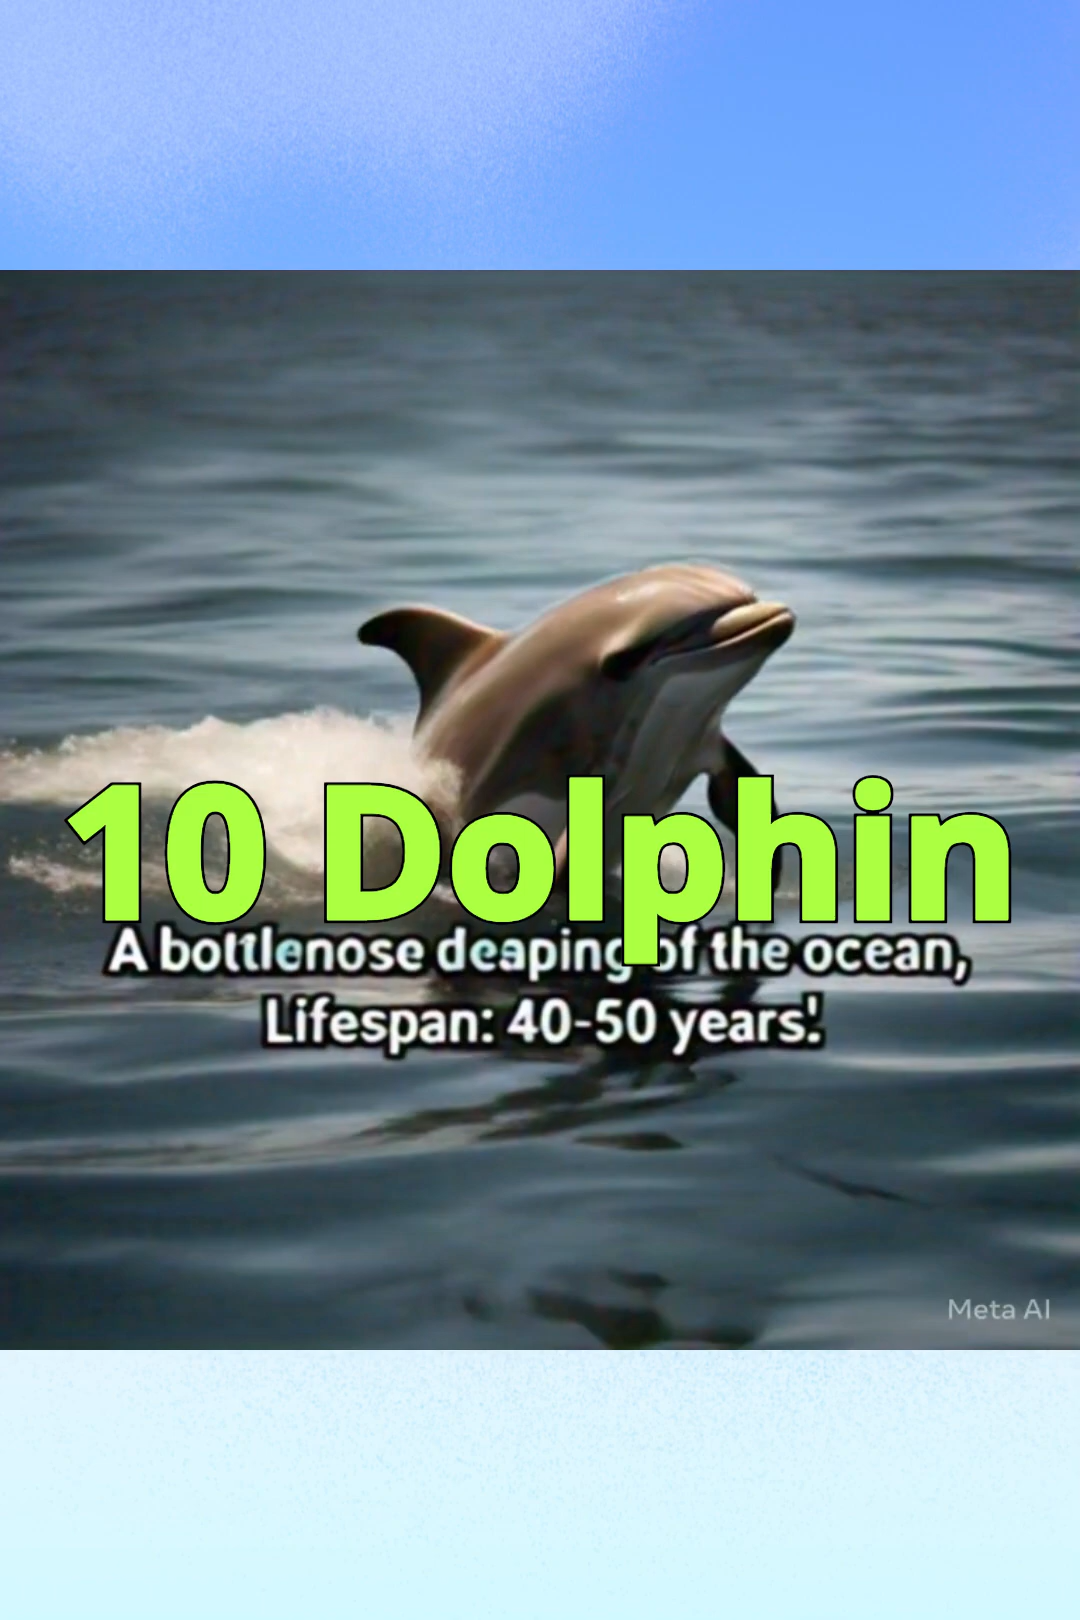 10 Dolphin
A bottlenose deaping of the ocean,
Lifespan: 40-50 years!
Meta AI